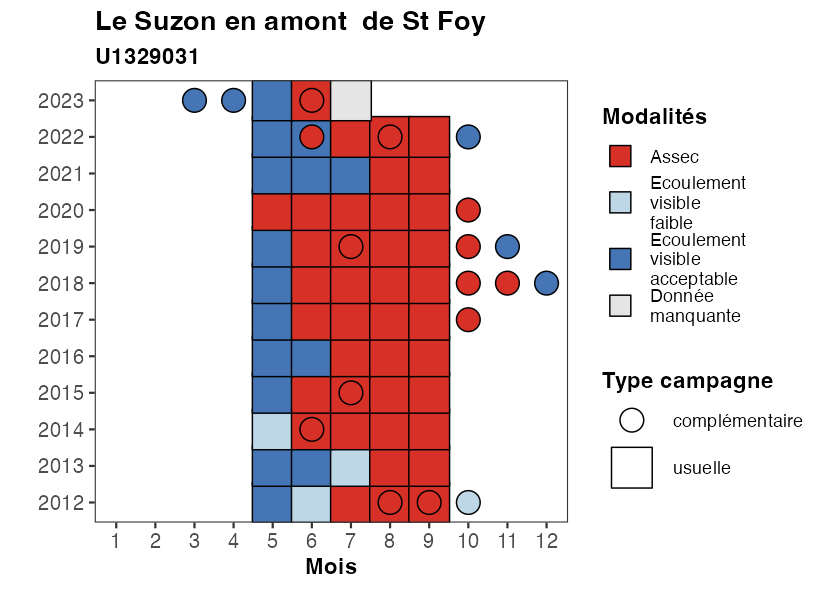 Le Suzon en amont  de St Foy
U1329031
2023
2022
2021
2020
2019
2018
2017
2016
2015
2014
2013
2012
1 2 3 4 5 6 7 8 9 10 11 12
Mois
Modalités
Assec
Ecoulement
visible
faible
Ecoulement
visible
acceptable
Donnée
manquante
Type campagne
complémentaire
usuelle